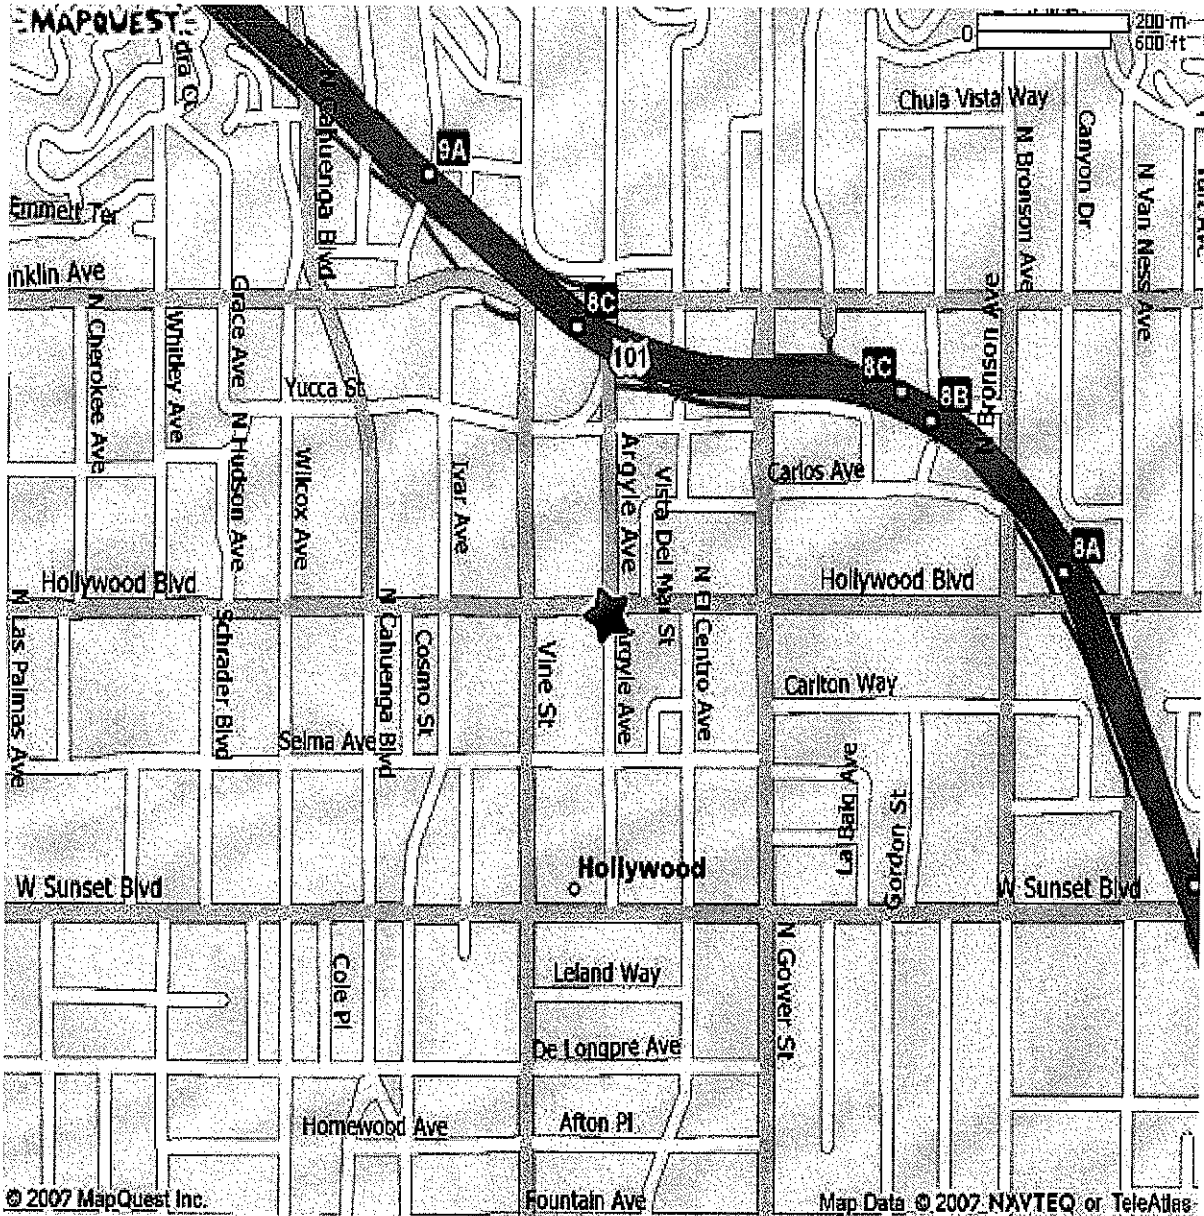 MAPQUEST
0
200 m
600 ft
Chula Vista Way
N Cahuenga Blvd
9A
N Bronson Ave
Canyon Dr
N Van Ness Ave
Emmett Ter
nklin Ave
8C
101
N Cherokee Ave
Whitley Ave
Grace Ave
Yucca St
8C
8B
N Bronson Ave
N Hudson Ave
Wilcox Ave
Ivar Ave
Argyle Ave
Vista Del Mar St
Carlos Ave
8A
Hollywood Blvd
Hollywood Blvd
N Las Palmas Ave
Schrader Blvd
N Cahuenga Blvd
Cosmo St
Vine St
Argyle Ave
N El Centro Ave
Carlton Way
Selma Ave
La Baig Ave
Gordon St
Hollywood
W Sunset Blvd
W Sunset Blvd
Cole Pl
Leland Way
N Gower St
De Longpre Ave
Homewood Ave
Afton Pl
Fountain Ave
© 2007 MapQuest Inc.
Map Data © 2007 NAVTEQ or TeleAtlas